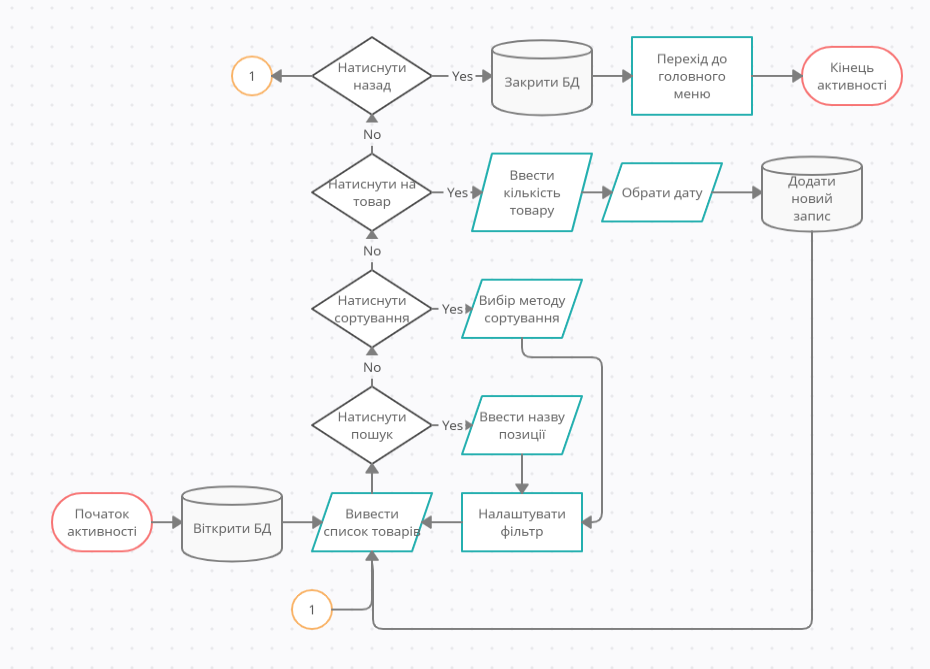 1
Натиснути
назад
Yes
Закрити БД
Перехід до
головного
меню
Кінець
активності
No
Натиснути на
товар
Yes
Ввести
кількість
товару
Обрати дату
Додати
новий
запис
No
Натиснути
сортування
Yes
Вибір методу
сортування
No
Натиснути
пошук
Yes
Ввести назву
позиції
Початок
активності
Віткрити БД
Вивести
список товарів
Налаштувати
фільтр
1